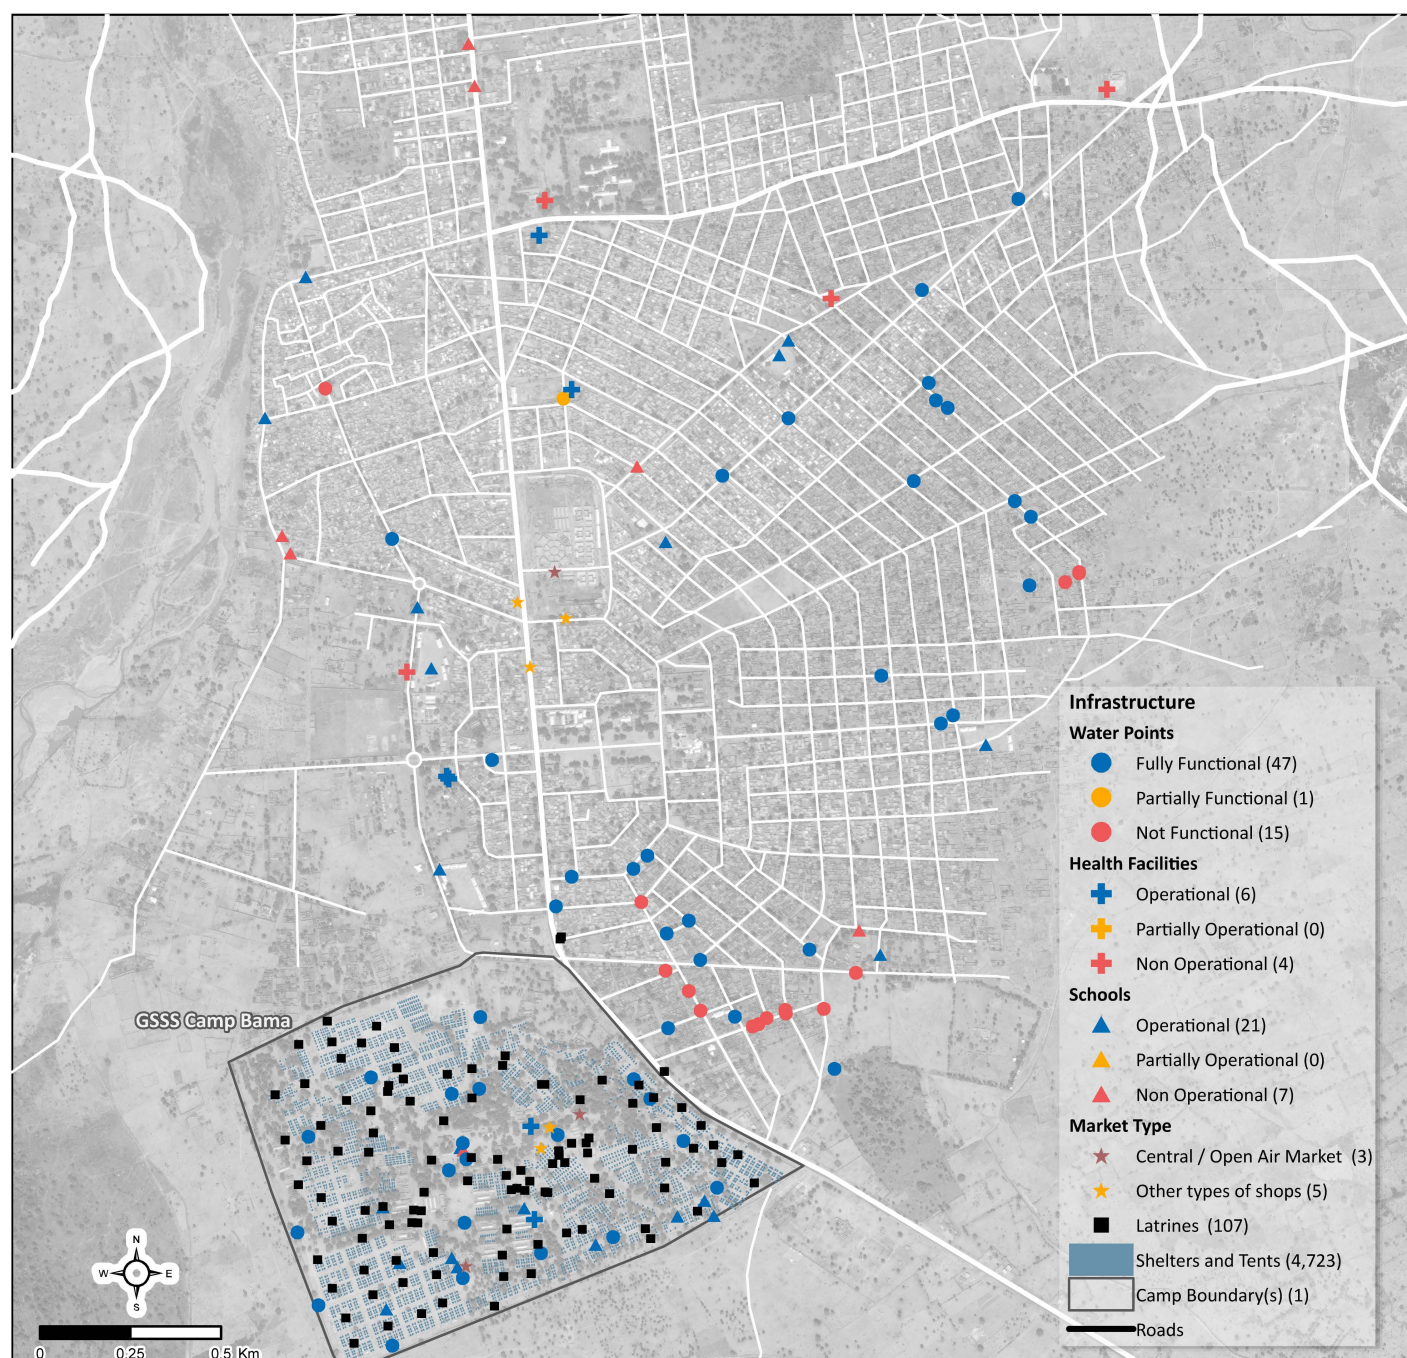 Infrastructure
Water Points
Fully Functional (47)
Partially Functional (1)
Not Functional (15)
Health Facilities
Operational (6)
Partially Operational (0)
Non Operational (4)
Schools
Operational (21)
Partially Operational (0)
Non Operational (7)
Market Type
Central / Open Air Market (3)
Other types of shops (5)
Latrines (107)
Shelters and Tents (4,723)
Camp Boundary(s) (1)
Roads
GSSS Camp Bama
N
W E
S
0 0.25 0.5 Km